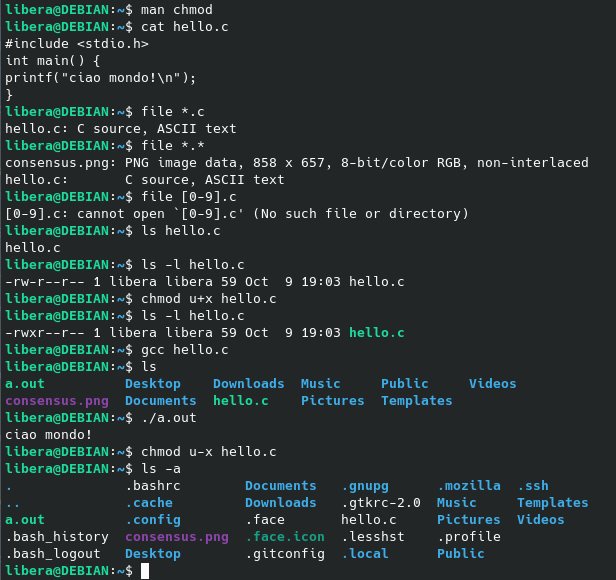 libera@DEBIAN:~$ man chmod
libera@DEBIAN:~$ cat hello.c
#include <stdio.h>
int main() {
printf("ciao mondo!\n");
}
libera@DEBIAN:~$ file *.c
hello.c: C source, ASCII text
libera@DEBIAN:~$ file *.*
consensus.png: PNG image data, 858 x 657, 8-bit/color RGB, non-interlaced
hello.c:       C source, ASCII text
libera@DEBIAN:~$ file [0-9].c
[0-9].c: cannot open `[0-9].c' (No such file or directory)
libera@DEBIAN:~$ ls hello.c
hello.c
libera@DEBIAN:~$ ls -l hello.c
-rw-r--r-- 1 libera libera 59 Oct  9 19:03 hello.c
libera@DEBIAN:~$ chmod u+x hello.c
libera@DEBIAN:~$ ls -l hello.c
-rwxr--r-- 1 libera libera 59 Oct  9 19:03 hello.c
libera@DEBIAN:~$ gcc hello.c
libera@DEBIAN:~$ ls
a.out          Desktop    Downloads  Music     Public     Videos
consensus.png  Documents  hello.c    Pictures  Templates
libera@DEBIAN:~$ ./a.out
ciao mondo!
libera@DEBIAN:~$ chmod u-x hello.c
libera@DEBIAN:~$ ls -a
.              .bashrc        Documents   .gnupg      .mozilla  .ssh
..             .cache         Downloads   .gtkrc-2.0  Music     Templates
a.out          .config        .face       hello.c     Pictures  Videos
.bash_history  consensus.png  .face.icon  .lesshst    .profile
.bash_logout   Desktop        .gitconfig  .local      Public
libera@DEBIAN:~$